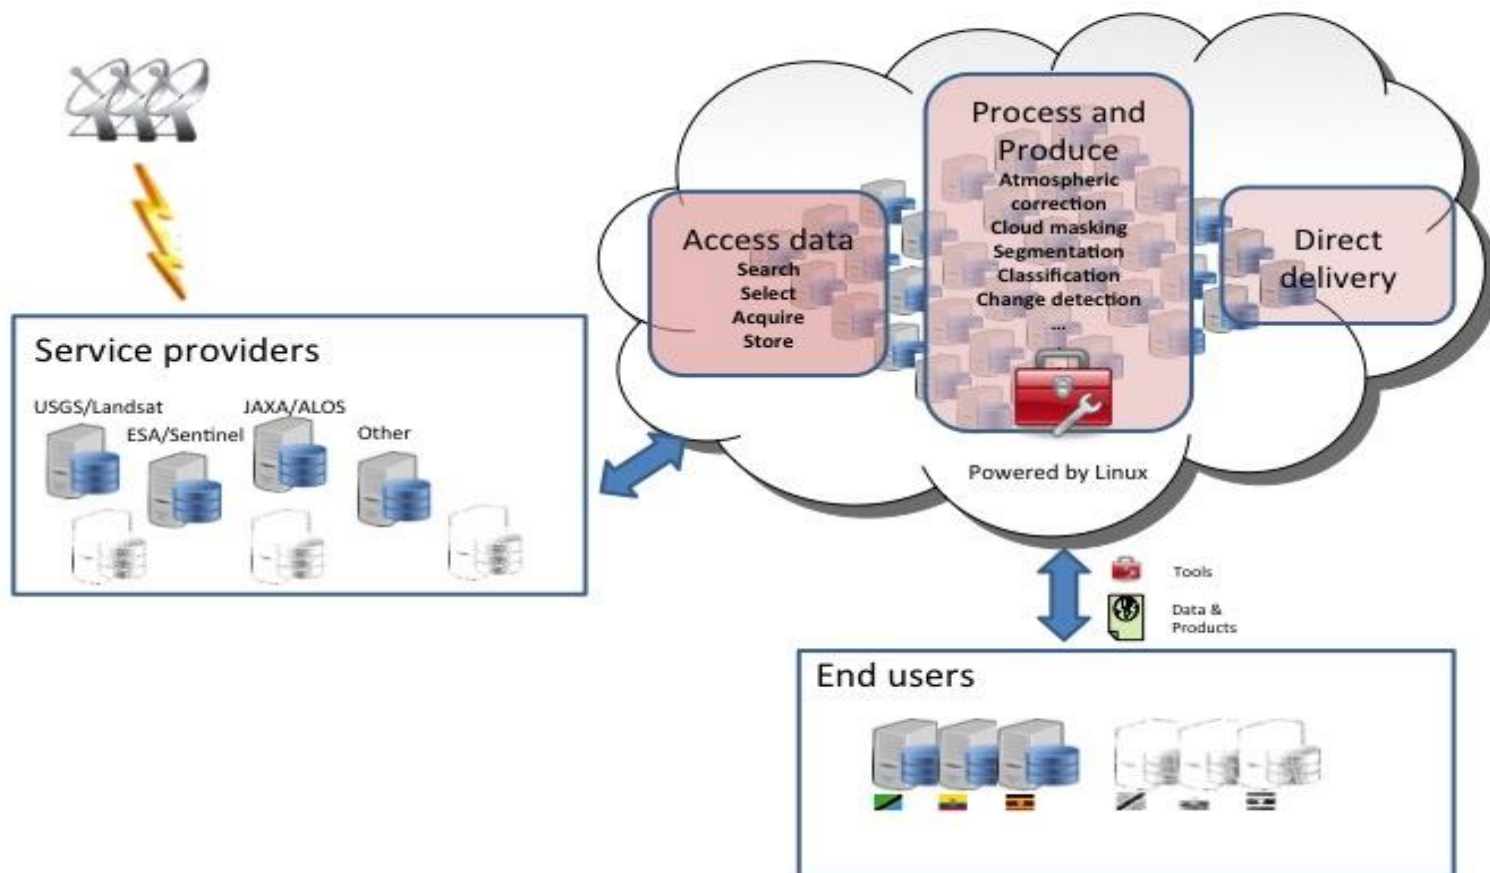 Service providers
USGS/Landsat
ESA/Sentinel
JAXA/ALOS
Other
Access data
Search
Select
Acquire
Store
Process and
Produce
Atmospheric
correction
Cloud masking
Segmentation
Classification
Change detection
...
Direct
delivery
Powered by Linux
Tools
Data &
Products
End users